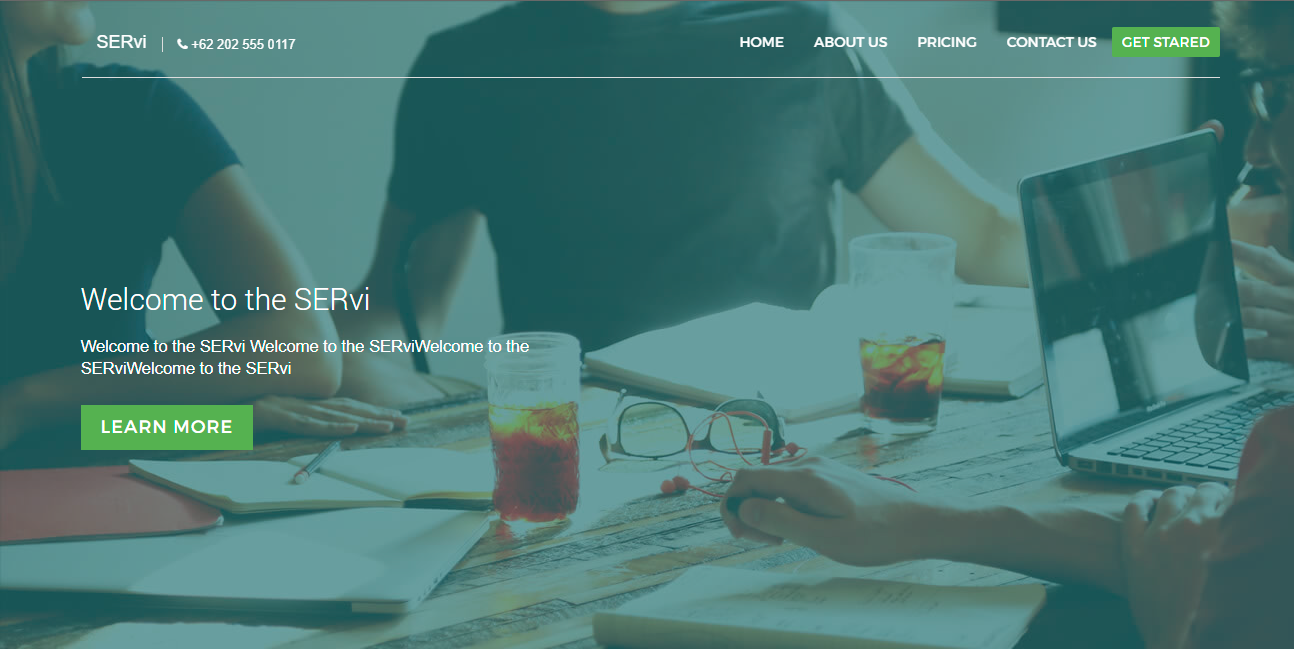 SERvi | +62 202 555 0117 HOME ABOUT US PRICING CONTACT US GET STARED
Welcome to the SERvi
Welcome to the SERvi Welcome to the SERviWelcome to the
SERviWelcome to the SERvi
LEARN MORE